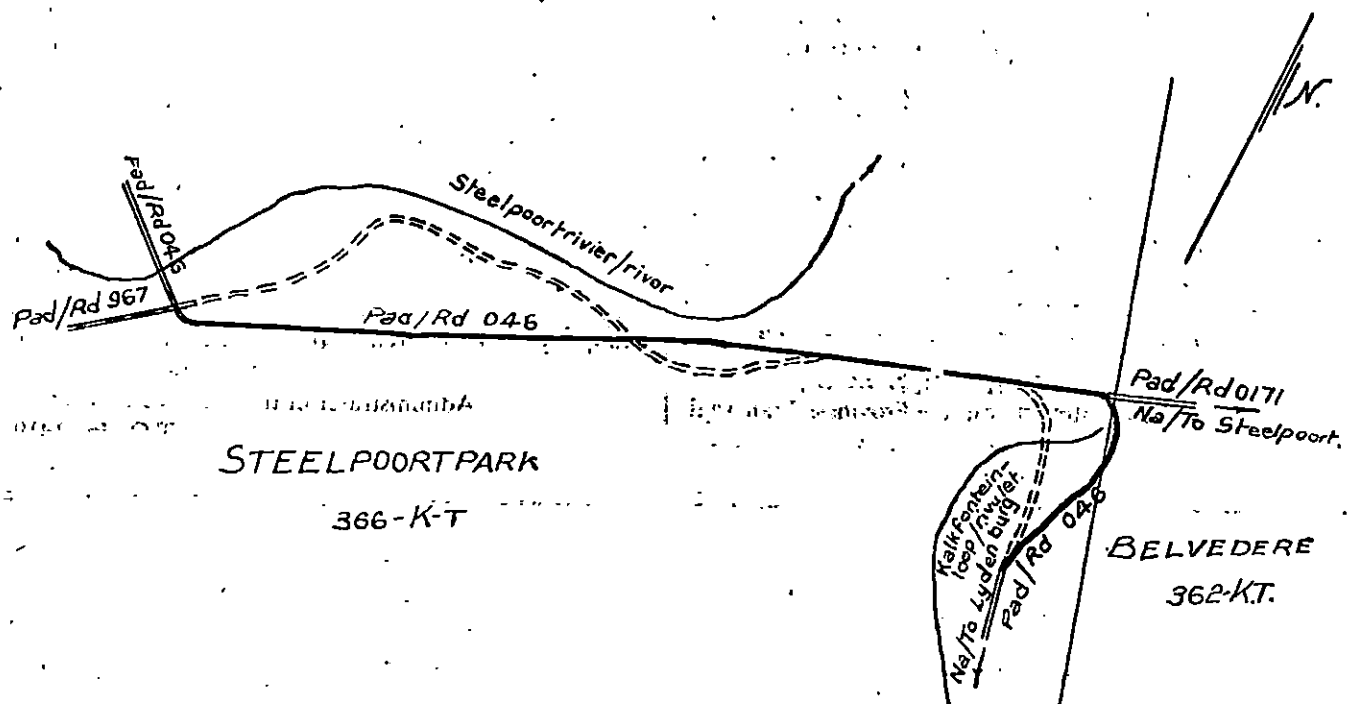 N.
Pad/Rd 046
Steelpoortrivier/river
Pad/Rd 967
Pad/Rd 046
Pad/Rd 0171
Na/To Steelpoort.
STEELPOORTPARK
366-K-T
Kalkfontein-
loop/rivulet.
Na/To Lydenburg
Pad/Rd 046
BELVEDERE
362-K.T.